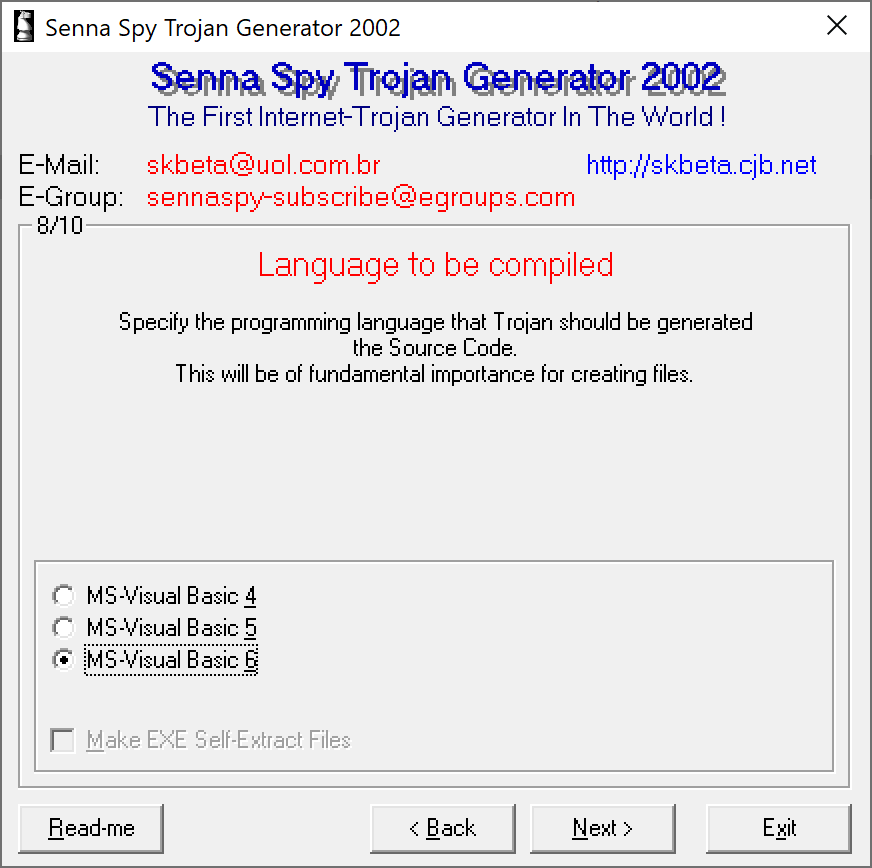 Senna Spy Trojan Generator 2002
Senna Spy Trojan Generator 2002
The First Internet-Trojan Generator In The World !
E-Mail: skbeta@uol.com.br http://skbeta.cjb.net
E-Group: sennaspy-subscribe@egroups.com
8/10
Language to be compiled
Specify the programming language that Trojan should be generated
the Source Code.
This will be of fundamental importance for creating files.
MS-Visual Basic 4
MS-Visual Basic 5
MS-Visual Basic 6
Make EXE Self-Extract Files
Read-me < Back Next > Exit